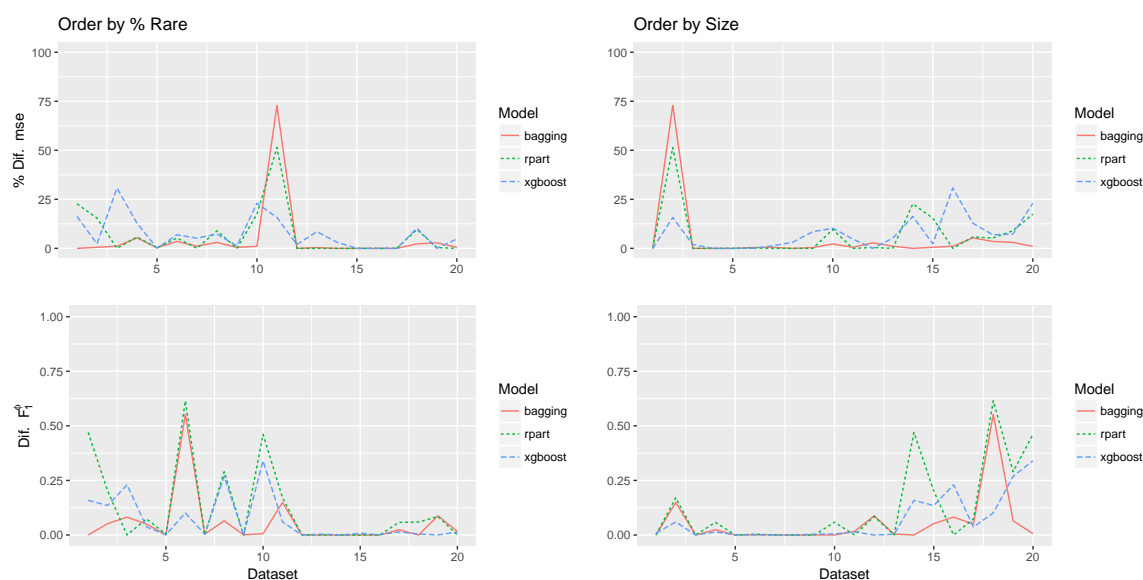 Order by % Rare
100
75
50
25
0
% Dif. mse
5
10
15
20
Model
bagging
rpart
xgboost
Order by Size
100
75
50
25
0
5
10
15
20
Model
bagging
rpart
xgboost
1.00
0.75
0.50
0.25
0.00
Dif. F₁^ϕ
5
10
15
20
Dataset
Model
bagging
rpart
xgboost
1.00
0.75
0.50
0.25
0.00
5
10
15
20
Dataset
Model
bagging
rpart
xgboost